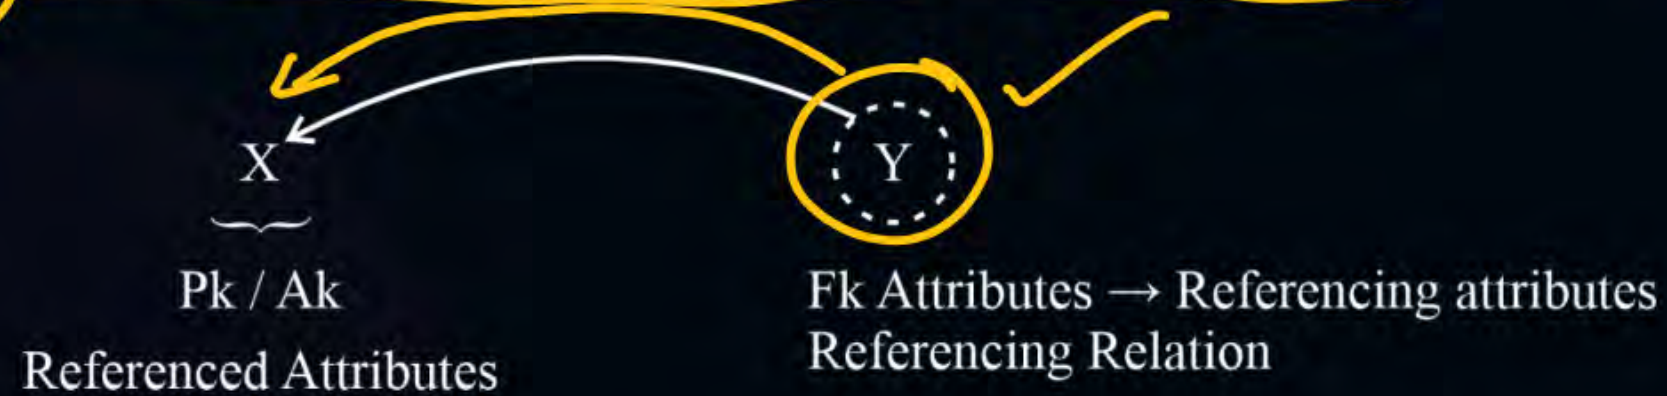 X
Y
Pk / Ak
Fk Attributes → Referencing attributes
Referenced Attributes
Referencing Relation